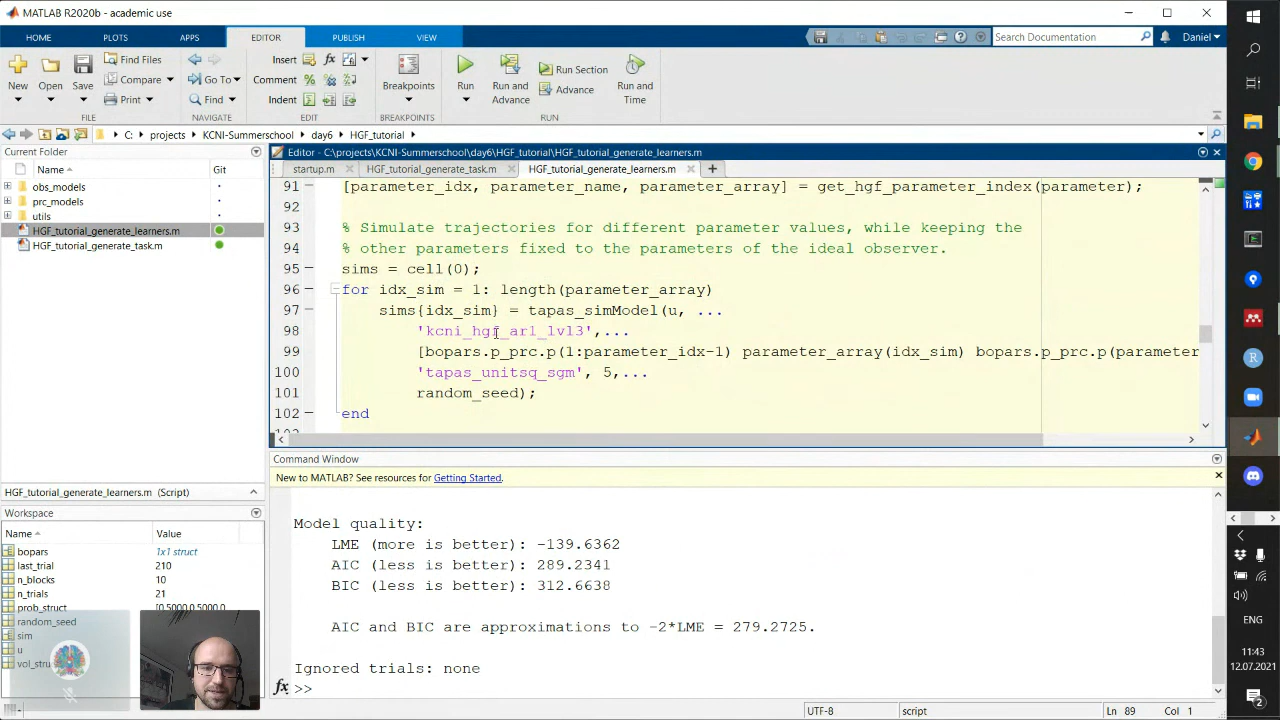 MATLAB R2020b - academic use
HOME PLOTS APPS EDITOR PUBLISH VIEW Search Documentation Daniel
New Open Save Find Files Compare Print
Go To Find
Insert fx
Comment
Indent
Breakpoints
Run Run and Advance Run Section Advance Run and Time
FILE NAVIGATE EDIT BREAKPOINTS RUN
C: projects KCNI-Summerschool day6 HGF_tutorial
Current Folder
Name Git
obs_models
prc_models
utils
HGF_tutorial_generate_learners.m
HGF_tutorial_generate_task.m
HGF_tutorial_generate_learners.m (Script)
Workspace
Name Value
bopars 1x1 struct
last_trial 210
n_blocks 10
n_trials 21
prob_struct [0.5000,0.5000,0
random_seed
sim
u
Editor - C:\projects\KCNI-Summerschool\day6\HGF_tutorial\HGF_tutorial_generate_learners.m
startup.m HGF_tutorial_generate_task.m HGF_tutorial_generate_learners.m
91 [parameter_idx, parameter_name, parameter_array] = get_hgf_parameter_index(parameter);
92
93 % Simulate trajectories for different parameter values, while keeping the
94 % other parameters fixd to the parameters of the ideal observer.
95 sims = cell(0);
96 for idx_sim = 1: length(parameter_array)
97 sims{idx_sim} = tapas_simModel(u, ...
98 'kcni_hgf_ar1_lvl3',...
99 [bopars.p_prc.p(1:parameter_idx-1) parameter_array(idx_sim) bopars.p_prc.p(parameter
100 'tapas_unitsq_sgm', 5,...
101 random_seed);
102 end
Command Window
New to MATLAB? See resources for Getting Started.
Model quality:
LME (more is better): -139.6362
AIC (less is better): 289.2341
BIC (less is better): 312.6638
AIC and BIC are approximations to -2*LME = 279.2725.
Ignored trials: none
fx >>
UTF-8 script Ln 89 Col 1
ENG
11:43
12.07.2021
2